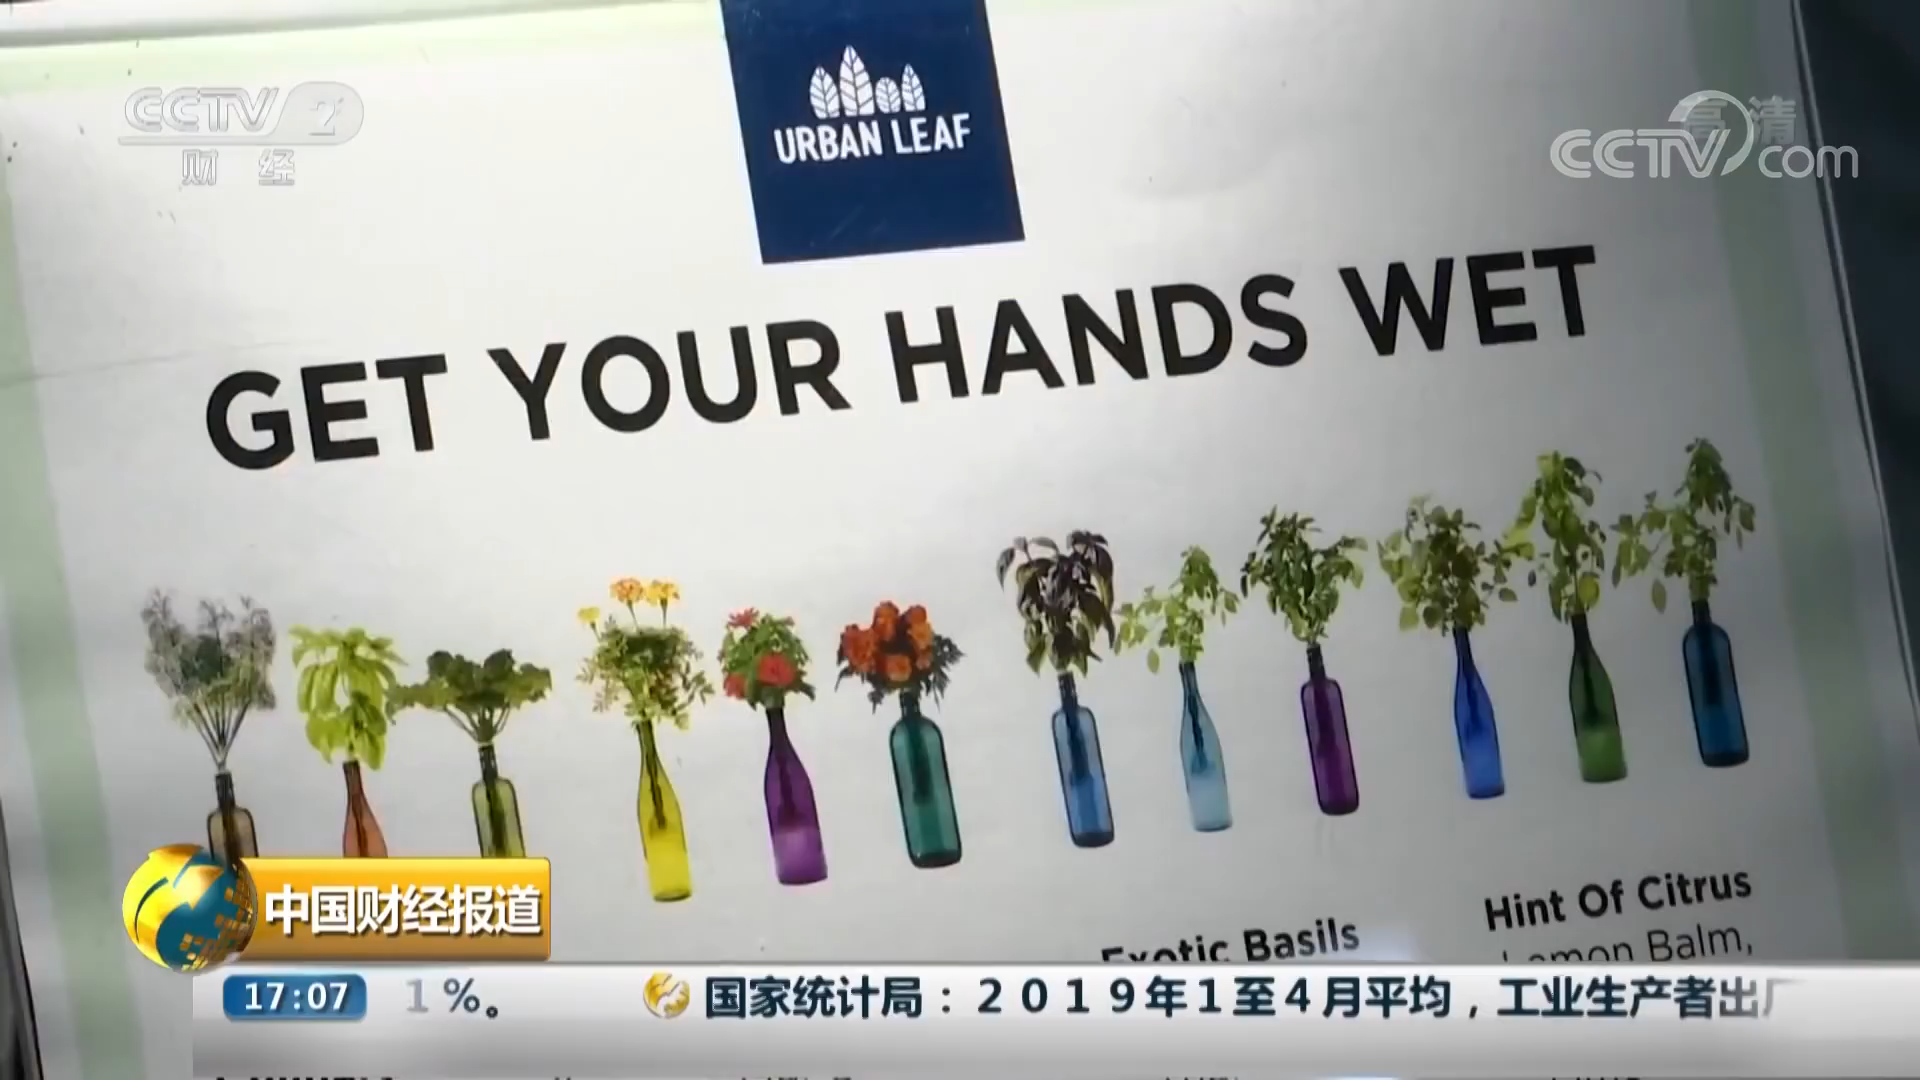 CCTV 2
财经
高清
CCTV.com
URBAN LEAF
GET YOUR HANDS WET
Hint Of Citrus
Exotic Basils
Lemon Balm,
中国财经报道
17:07
1%。
国家统计局：2019年1至4月平均，工业生产者出厂